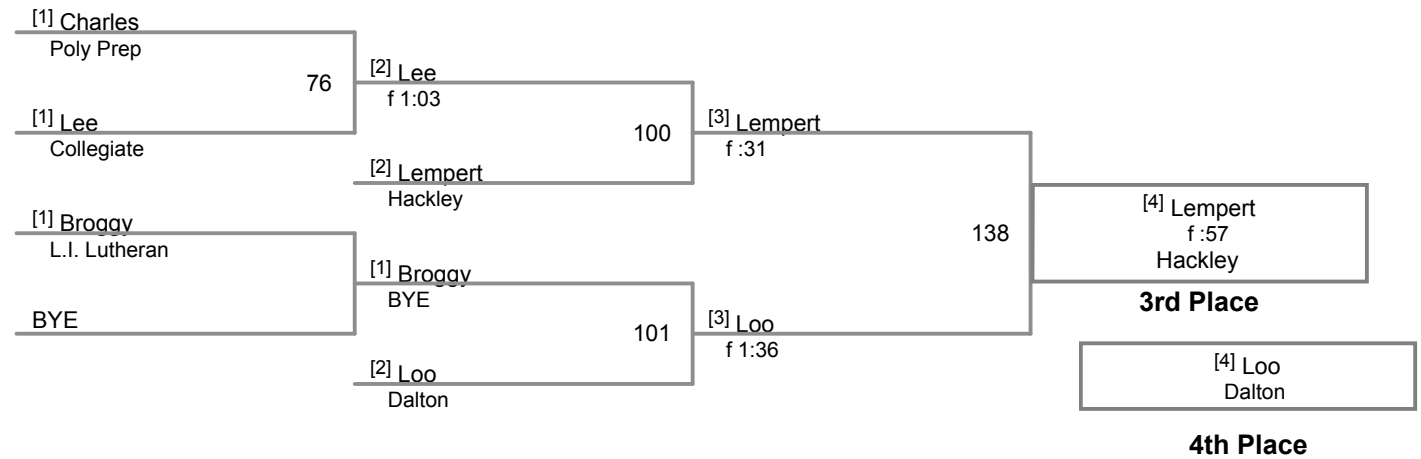 [1] Charles
Poly Prep
76
[1] Lee
Collegiate
[1] Broggy
L.I. Lutheran
BYE
[2] Lee
f 1:03
100
[2] Lempert
Hackley
[1] Broggy
BYE
101
[2] Loo
Dalton
[3] Lempert
f :31
138
[3] Loo
f 1:36
[4] Lempert
f :57
Hackley
3rd Place
[4] Loo
Dalton
4th Place